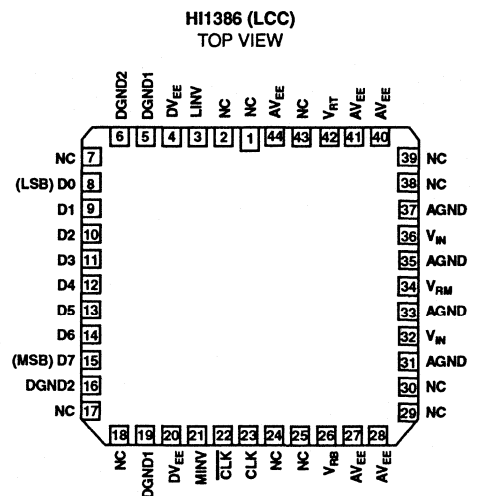 HI1386 (LCC)
TOP VIEW
DGND2 DGND1 DVEE LINV NC NC AVEE NC VRT AVEE AVEE
6 5 4 3 2 1 44 43 42 41 40
NC 7 39 NC
(LSB) D0 8 38 NC
D1 9 37 AGND
D2 10 36 VIN
D3 11 35 AGND
D4 12 34 VRM
D5 13 33 AGND
D6 14 32 VIN
(MSB) D7 15 31 AGND
DGND2 16 30 NC
NC 17 29 NC
18 19 20 21 22 23 24 25 26 27 28
NC DGND1 DVEE MINV CLK CLK NC NC VRB AVEE AVEE